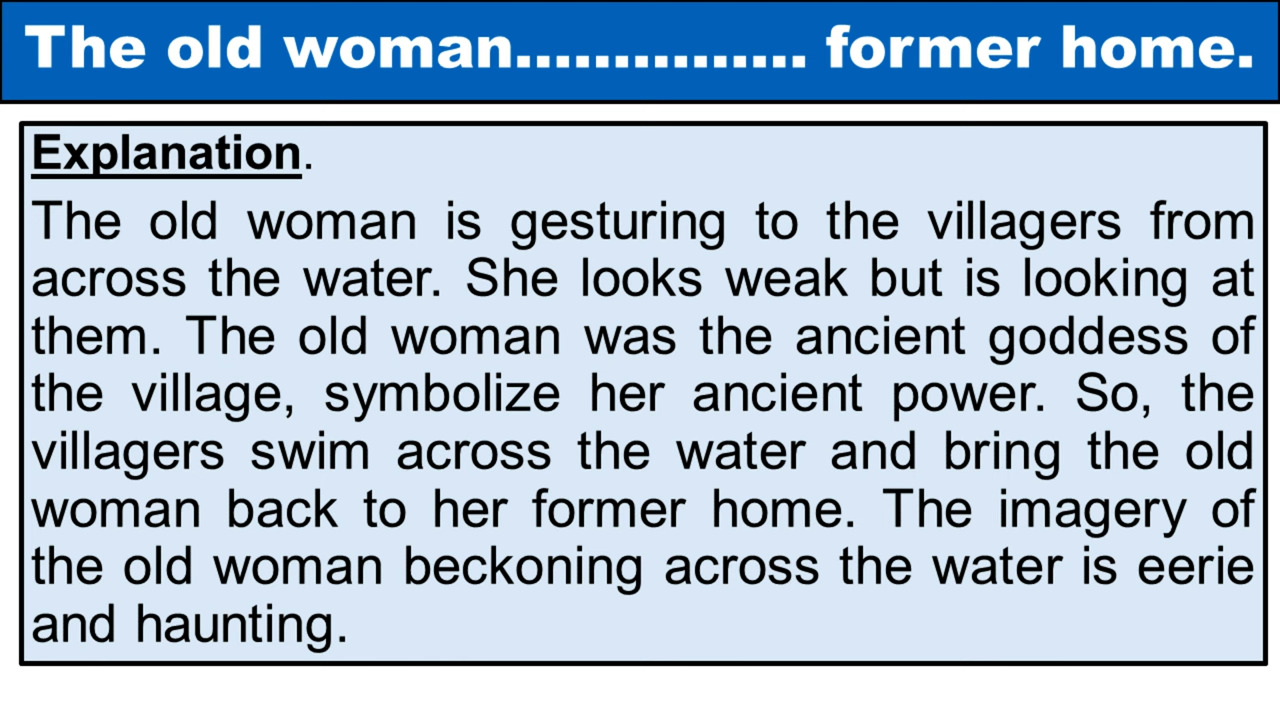 The old woman............... former home.
Explanation.
The old woman is gesturing to the villagers from
across the water. She looks weak but is looking at
them. The old woman was the ancient goddess of
the village, symbolize her ancient power. So, the
villagers swim across the water and bring the old
woman back to her former home. The imagery of
the old woman beckoning across the water is eerie
and haunting.